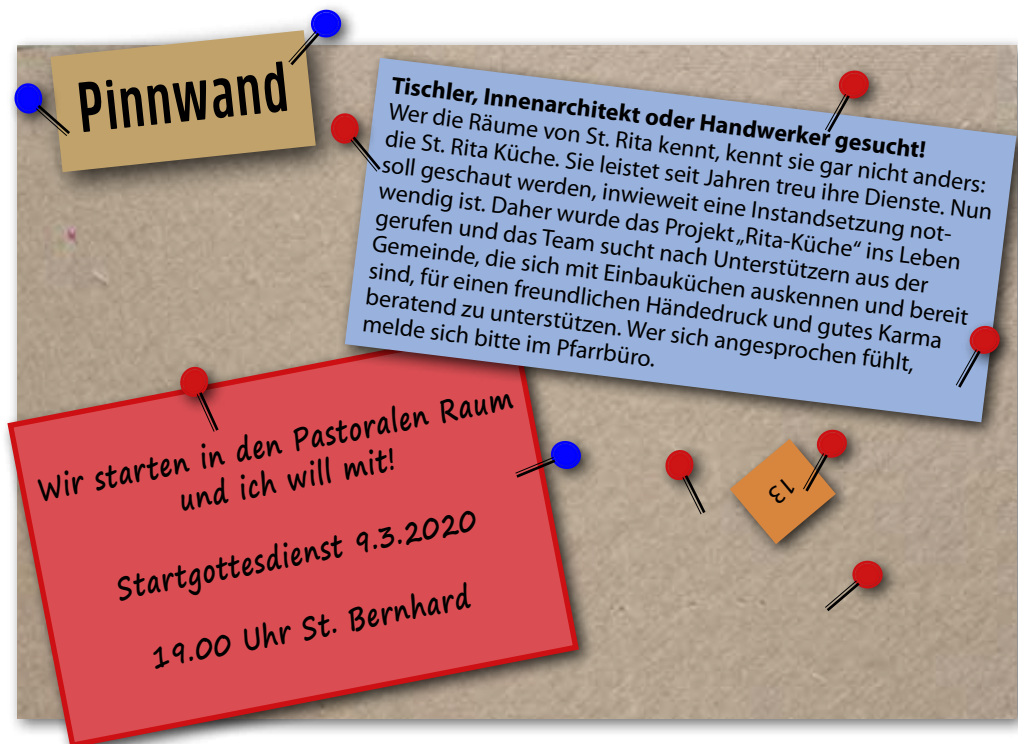 Pinnwand
Tischler, Innenarchitekt oder Handwerker gesucht!
Wer die Räume von St. Rita kennt, kennt sie gar nicht anders:
die St. Rita Küche. Sie leistet seit Jahren treu ihre Dienste. Nun
soll geschaut werden, inwieweit eine Instandsetzung not-
wendig ist. Daher wurde das Projekt „Rita-Küche“ ins Leben
gerufen und das Team sucht nach Unterstützern aus der
Gemeinde, die sich mit Einbauküchen auskennen und bereit
sind, für einen freundlichen Händedruck und gutes Karma
beratend zu unterstützen. Wer sich angesprochen fühlt,
melde sich bitte im Pfarrbüro.
Wir starten in den Pastoralen Raum
und ich will mit!
Startgottesdienst 9.3.2020
19.00 Uhr St. Bernhard
13